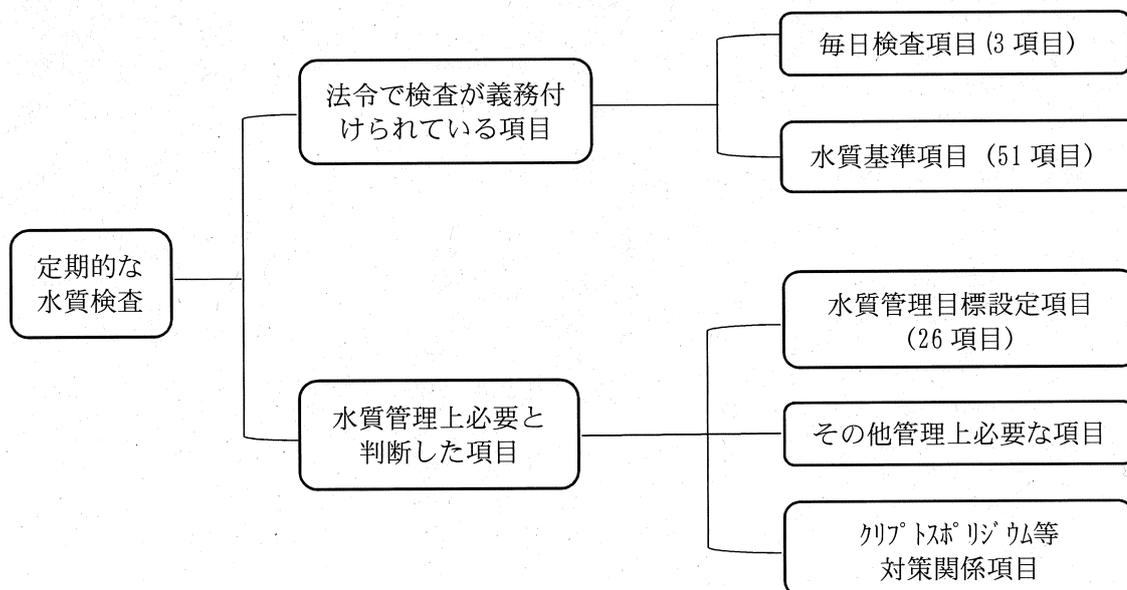 定期的な
水質検査
法令で検査が義務付
けられている項目
毎日検査項目(3 項目)
水質基準項目 (51 項目)
水質管理上必要と
判断した項目
水質管理目標設定項目
(26 項目)
その他管理上必要な項目
ｸﾘﾌﾟﾄｽﾎﾟﾘｼﾞｳﾑ等
対策関係項目